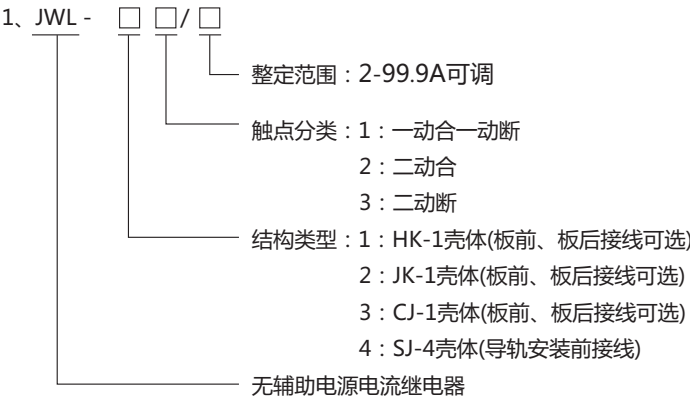 1、JWL - □ □ / □
整定范围：2-99.9A可调
触点分类：1：一动合一动断
2：二动合
3：二动断
结构类型：1：HK-1壳体(板前、板后接线可选)
2：JK-1壳体(板前、板后接线可选)
3：CJ-1壳体(板前、板后接线可选)
4：SJ-4壳体(导轨安装前接线)
无辅助电源电流继电器